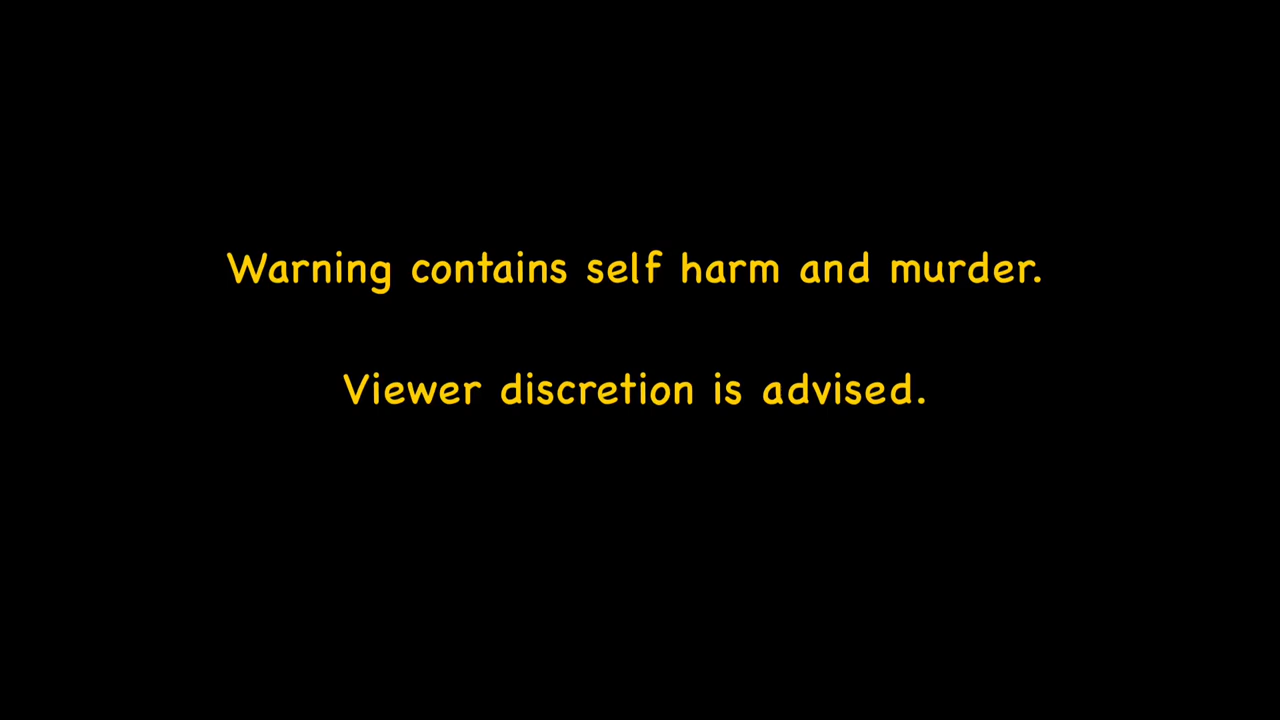 Warning contains self harm and murder.
Viewer discretion is advised.